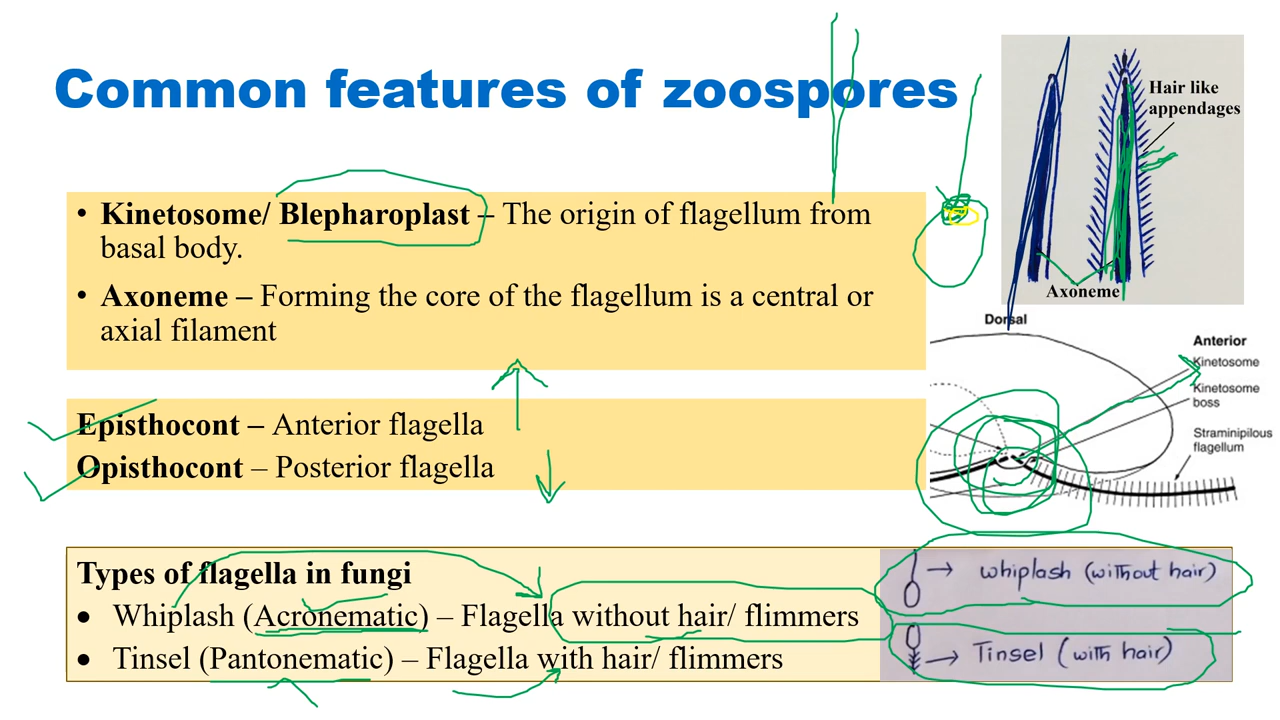 Common features of zoospores
• Kinetosome/ Blepharoplast – The origin of flagellum from
basal body.
• Axoneme – Forming the core of the flagellum is a central or
axial filament
Episthocont – Anterior flagella
Opisthocont – Posterior flagella
Types of flagella in fungi
• Whiplash (Acronematic) – Flagella without hair/ flimmers
• Tinsel (Pantonematic) – Flagella with hair/ flimmers
Hair like
appendages
Axoneme
Dorsal
Anterior
Kinetosome
Kinetosome
boss
Straminipilous
flagellum
→ whiplash (without hair)
→ Tinsel (with hair)